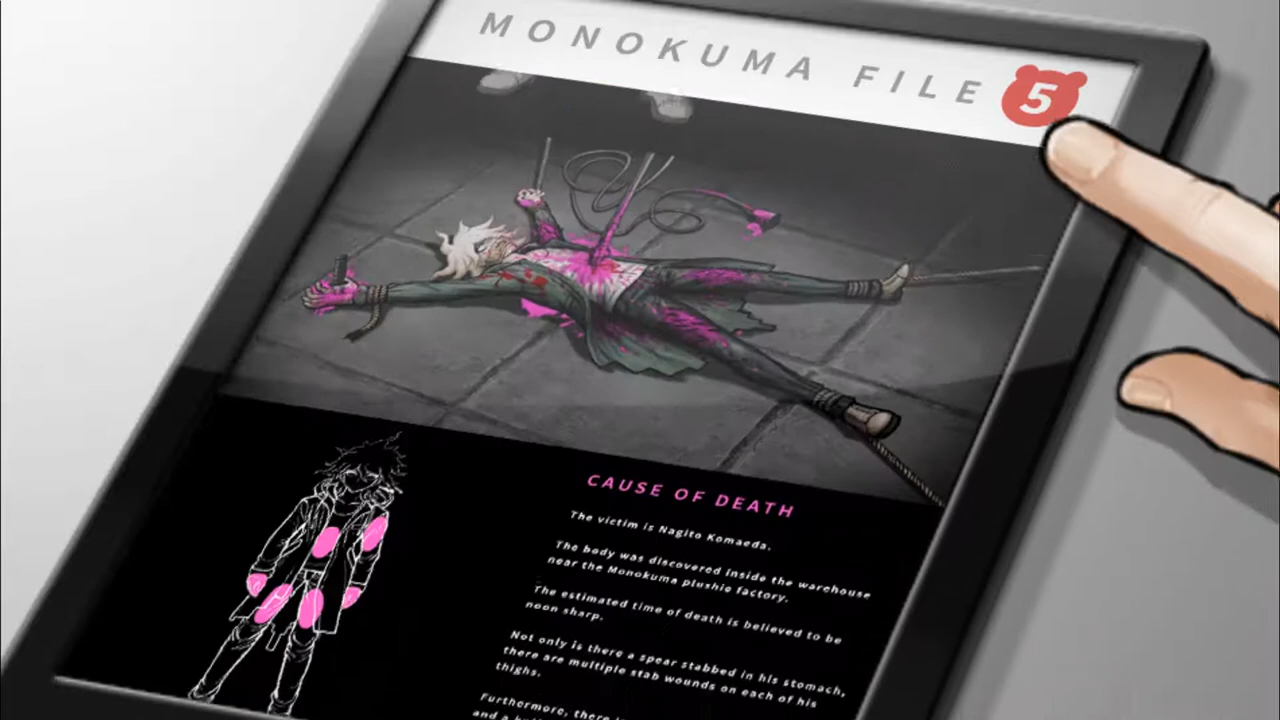 MONOKUMA FILE 5
CAUSE OF DEATH
The victim is Nagito Komaeda.
The body was discovered inside the warehouse
near the Monokuma plushie factory.
The estimated time of death is believed to be
noon sharp.
Not only is there a spear stabbed in his stomach,
there are multiple stab wounds on each of his
thighs.
Furthermore, there
and a